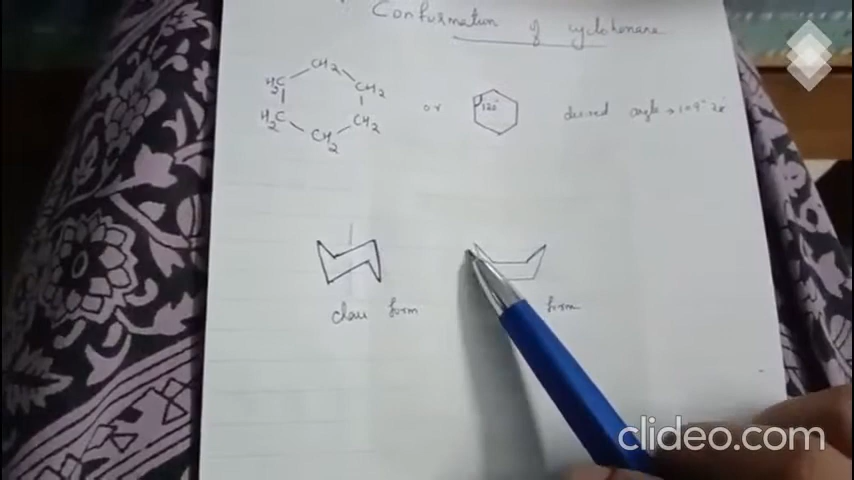 Conformation of cyclohexane
CH2
H2C CH2
or 120° desired angle → 109° 28'
H2C CH2
CH2
chair form form
clideo.com